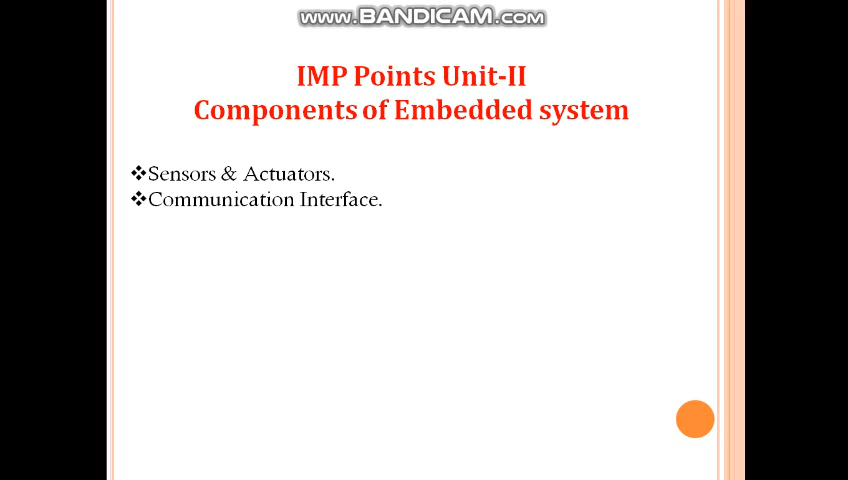 www.BANDICAM.com
IMP Points Unit-II
Components of Embedded system
❖Sensors & Actuators.
❖Communication Interface.